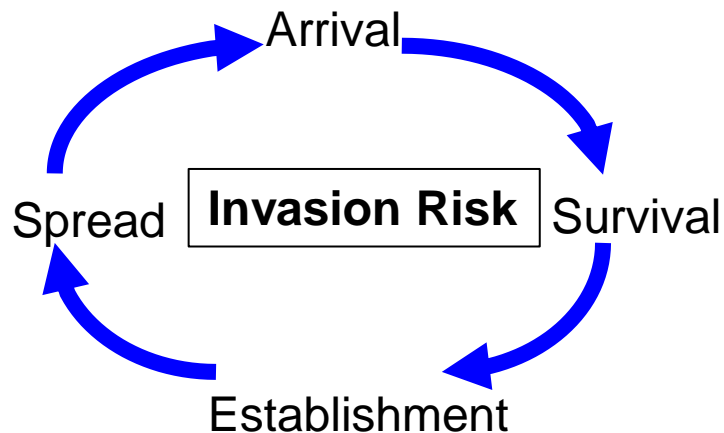 Arrival
Spread
Invasion Risk
Survival
Establishment